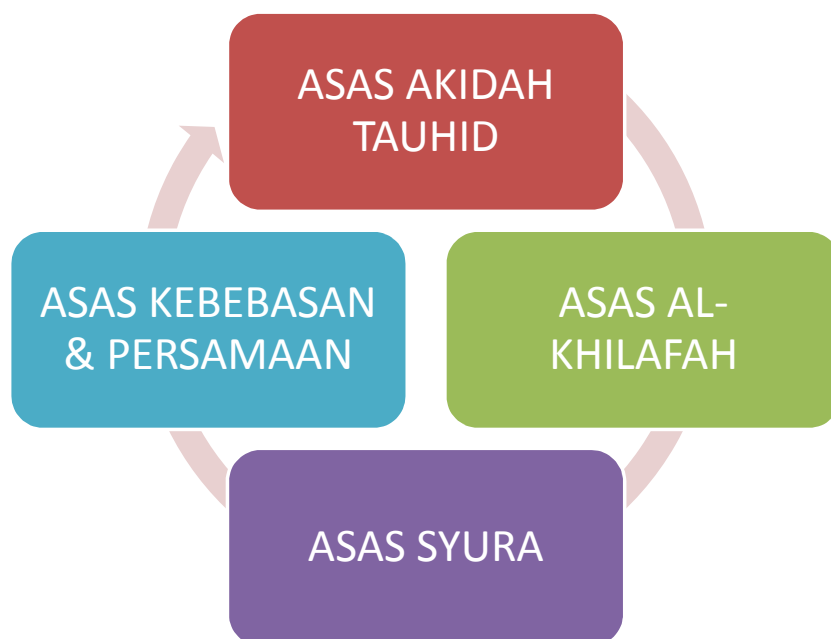 ASAS AKIDAH
TAUHID
ASAS AL-
KHILAFAH
ASAS SYURA
ASAS KEBEBASAN
& PERSAMAAN